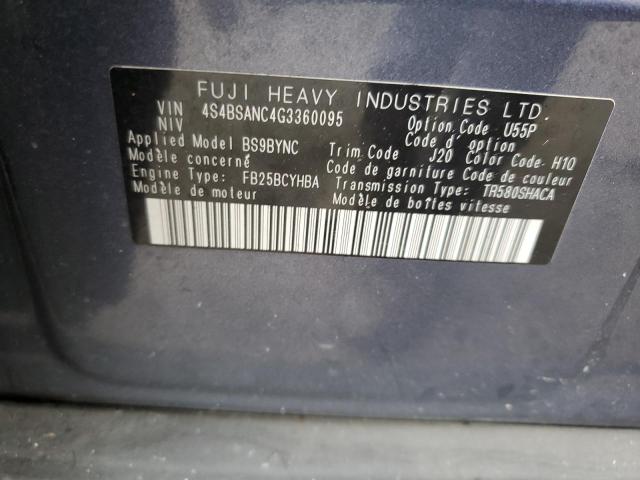 FUJI HEAVY INDUSTRIES LTD.
VIN 4S4BSANC4G3360095 Option Code U55P
NIV Code d' option
Applied Model BS9BYNC Trim Code J20 Color Code H10
Modèle concerné Code de garniture Code de couleur
Engine Type: FB25BCYHBA Transmission Type: TR580SHACA
Modèle de moteur Modèle de boîtes vitesse